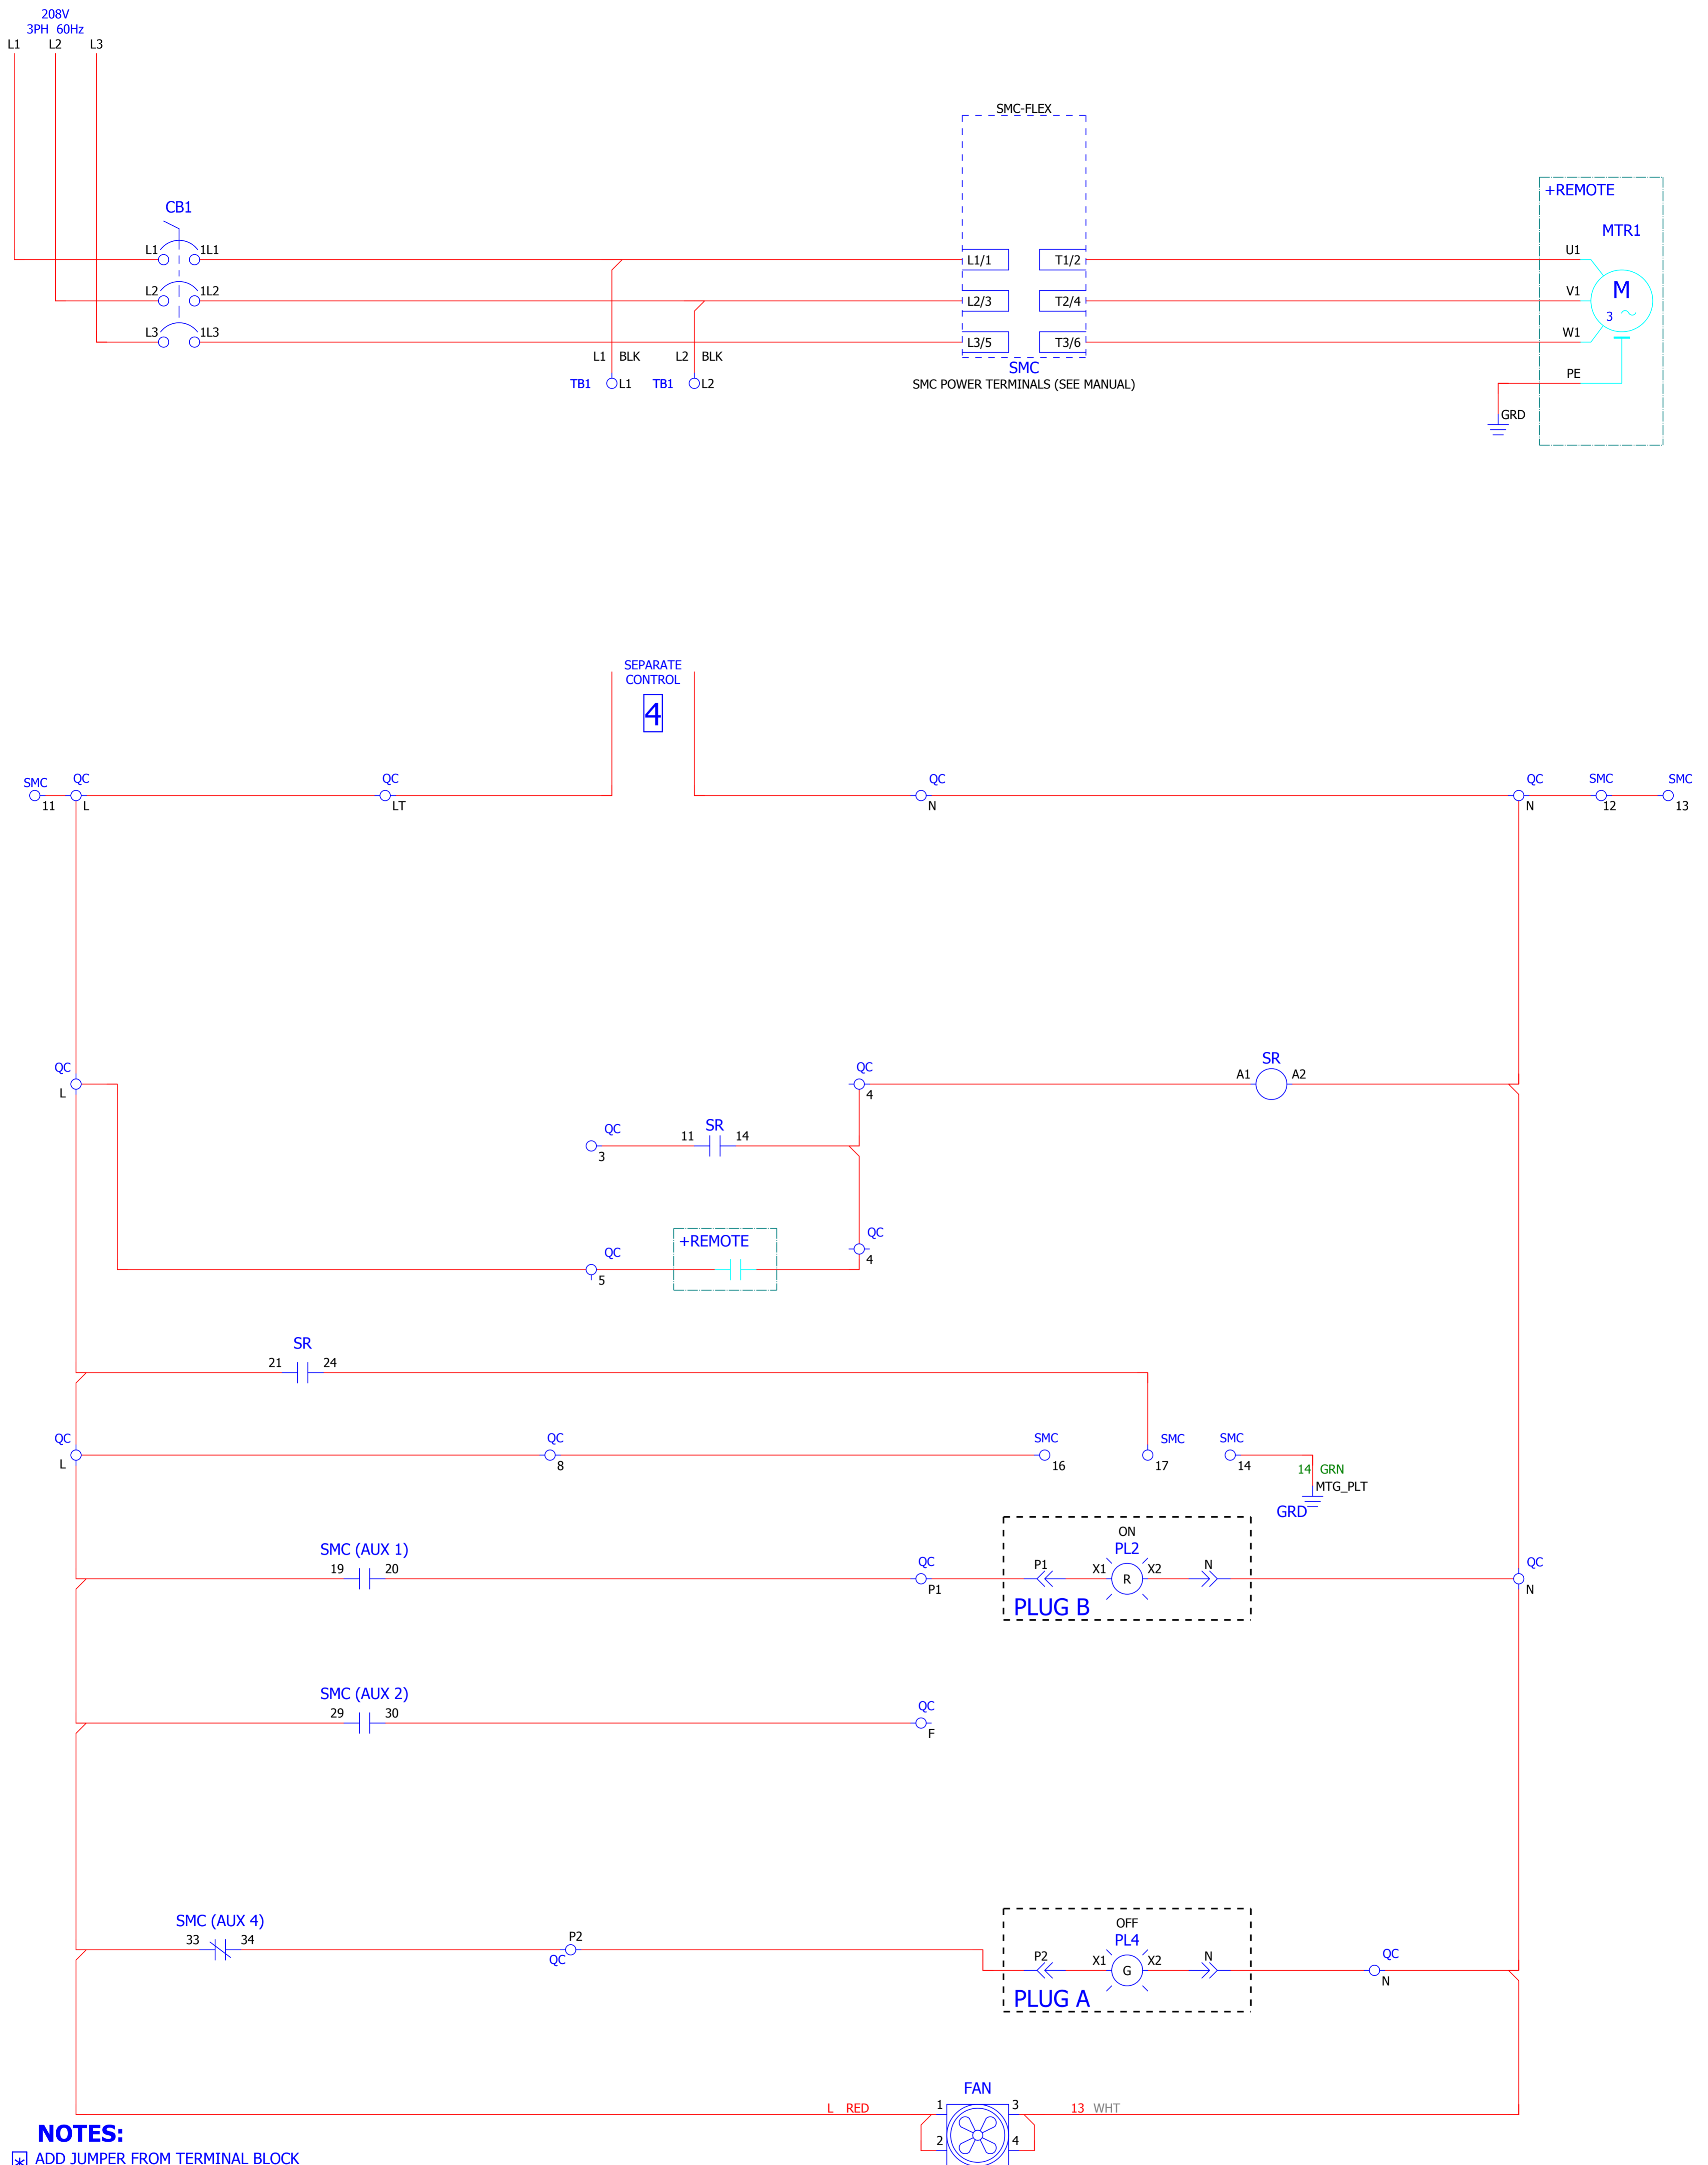 208V
3PH 60Hz
L1 L2 L3
SMC-FLEX
+REMOTE
CB1
MTR1
L1 1L1 L1/1 T1/2 U1
L2 1L2 L2/3 T2/4 V1 M
3
L3 1L3 L3/5 T3/6 W1
L1 BLK L2 BLK
SMC
PE
TB1 L1 TB1 L2 SMC POWER TERMINALS (SEE MANUAL)
GRD
SEPARATE
CONTROL
4
SMC QC QC QC QC SMC SMC
11 L LT N N 12 13
QC QC SR
A1 A2
L 4
QC SR
11 14
3
QC
+REMOTE
QC
4
5
SR
21 24
QC QC SMC SMC SMC
L 8 16 17 14
14 GRN
MTG_PLT
GRD
ON
SMC (AUX 1) PL2
19 20 QC P1 X1 R X2 N QC
P1 N
PLUG B
SMC (AUX 2)
29 30 QC
F
SMC (AUX 4) OFF
33 34 P2 PL4
QC P2 X1 G X2 N QC
N
PLUG A
FAN
L RED 1 3 13 WHT
NOTES:
2 4
* ADD JUMPER FROM TERMINAL BLOCK